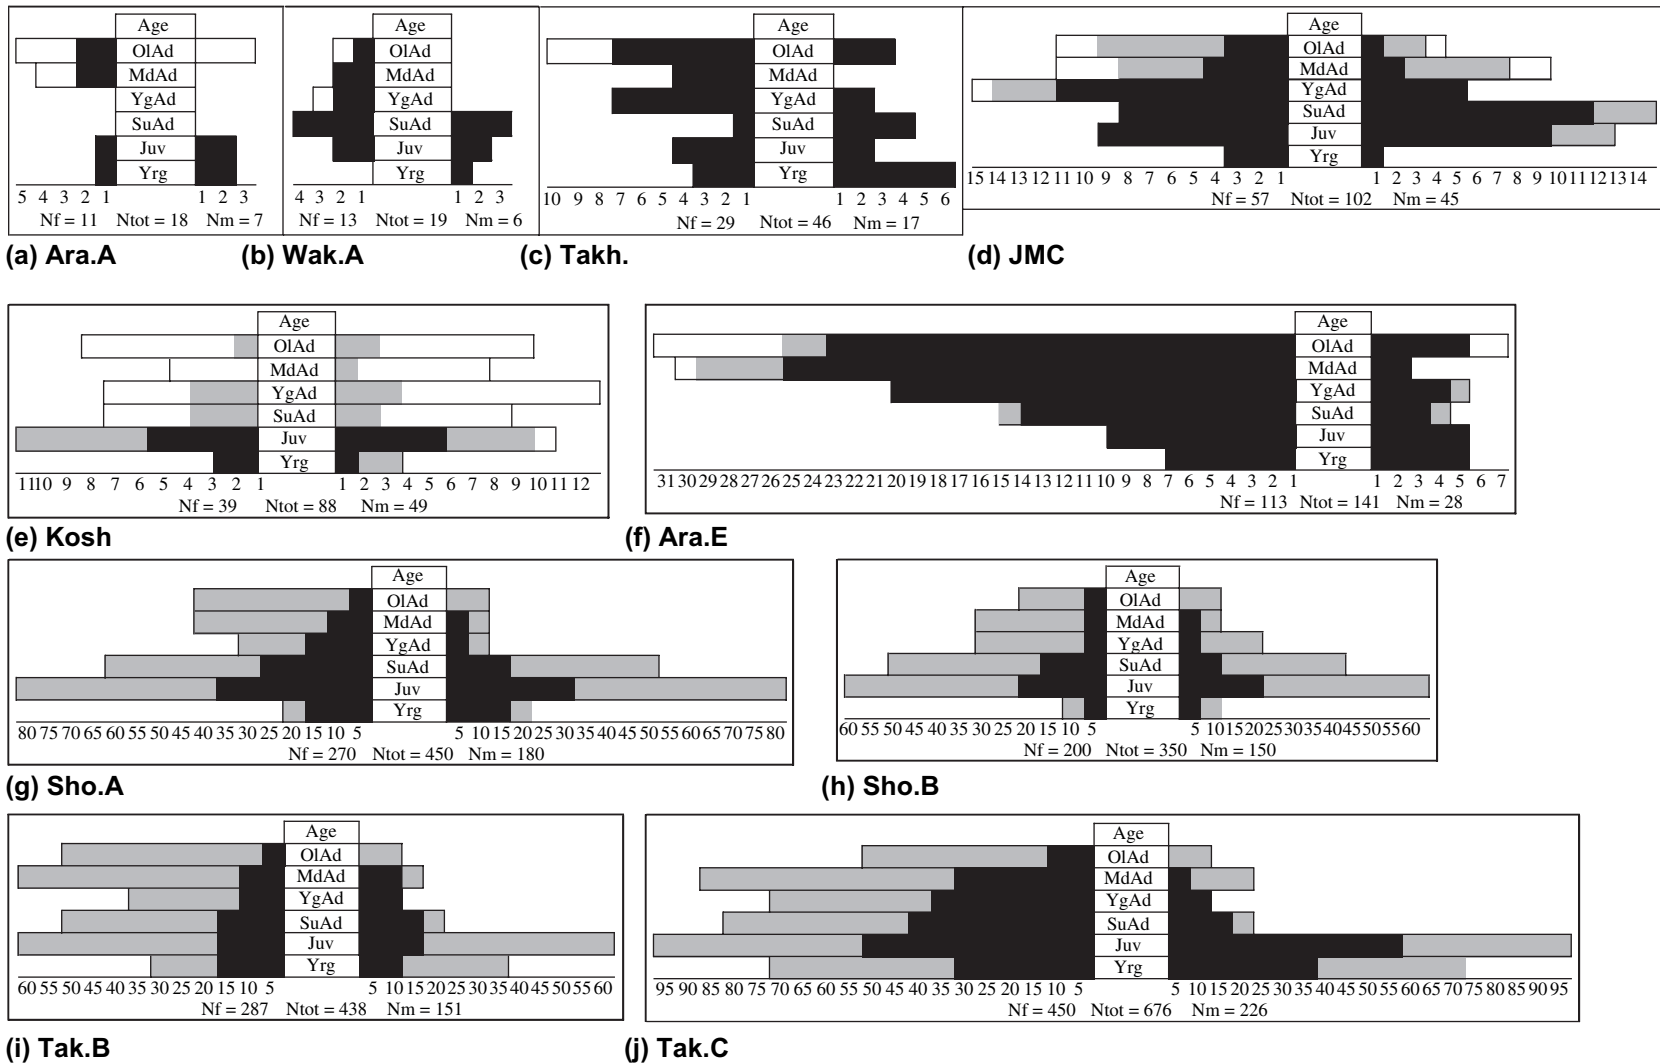 Age
OlAd
MdAd
YgAd
SuAd
Juv
Yrg
5 4 3 2 1 1 2 3
Nf = 11 Ntot = 18 Nm = 7
(a) Ara.A
Age
OlAd
MdAd
YgAd
SuAd
Juv
Yrg
4 3 2 1 1 2 3
Nf = 13 Ntot = 19 Nm = 6
(b) Wak.A
Age
OlAd
MdAd
YgAd
SuAd
Juv
Yrg
10 9 8 7 6 5 4 3 2 1 1 2 3 4 5 6
Nf = 29 Ntot = 46 Nm = 17
(c) Takh.
Age
OlAd
MdAd
YgAd
SuAd
Juv
Yrg
15 14 13 12 11 10 9 8 7 6 5 4 3 2 1 1 2 3 4 5 6 7 8 9 10 11 12 13 14
Nf = 57 Ntot = 102 Nm = 45
(d) JMC
Age
OlAd
MdAd
YgAd
SuAd
Juv
Yrg
11 10 9 8 7 6 5 4 3 2 1 1 2 3 4 5 6 7 8 9 10 11 12
Nf = 39 Ntot = 88 Nm = 49
(e) Kosh
Age
OlAd
MdAd
YgAd
SuAd
Juv
Yrg
31 30 29 28 27 26 25 24 23 22 21 20 19 18 17 16 15 14 13 12 11 10 9 8 7 6 5 4 3 2 1 1 2 3 4 5 6 7
Nf = 113 Ntot = 141 Nm = 28
(f) Ara.E
Age
OlAd
MdAd
YgAd
SuAd
Juv
Yrg
80 75 70 65 60 55 50 45 40 35 30 25 20 15 10 5 5 10 15 20 25 30 35 40 45 50 55 60 65 70 75 80
Nf = 270 Ntot = 450 Nm = 180
(g) Sho.A
Age
OlAd
MdAd
YgAd
SuAd
Juv
Yrg
60 55 50 45 40 35 30 25 20 15 10 5 5 10 15 20 25 30 35 40 45 50 55 60
Nf = 200 Ntot = 350 Nm = 150
(h) Sho.B
Age
OlAd
MdAd
YgAd
SuAd
Juv
Yrg
60 55 50 45 40 35 30 25 20 15 10 5 5 10 15 20 25 30 35 40 45 50 55 60
Nf = 287 Ntot = 438 Nm = 151
(i) Tak.B
Age
OlAd
MdAd
YgAd
SuAd
Juv
Yrg
95 90 85 80 75 70 65 60 55 50 45 40 35 30 25 20 15 10 5 5 10 15 20 25 30 35 40 45 50 55 60 65 70 75 80 85 90 95
Nf = 450 Ntot = 676 Nm = 226
(j) Tak.C